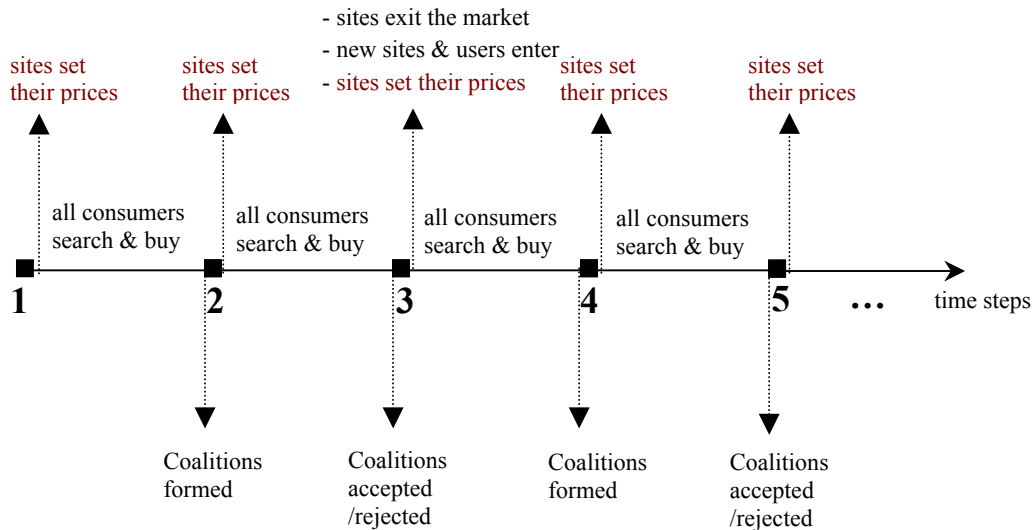 - sites exit the market
- new sites & users enter
- sites set their prices
sites set
their prices
sites set
their prices
sites set
their prices
sites set
their prices
all consumers
search & buy
all consumers
search & buy
all consumers
search & buy
all consumers
search & buy
1
2
3
4
5
...
time steps
Coalitions
formed
Coalitions
accepted
/rejected
Coalitions
formed
Coalitions
accepted
/rejected